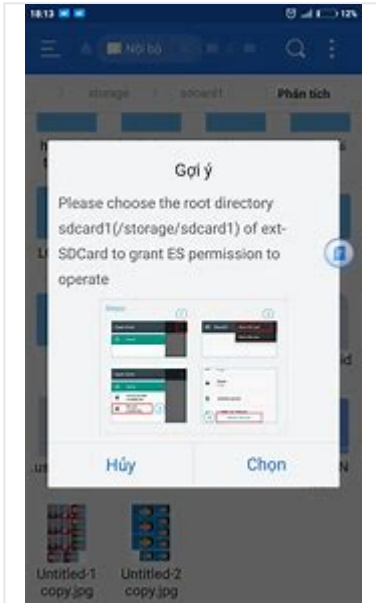 18:13
12%
Nội bộ
storage
sdcard1
Phân tích
Gợi ý
Please choose the root directory
sdcard1(/storage/sdcard1) of ext-
SDCard to grant ES permission to
operate
Hủy
Chọn
Untitled-1
copy.jpg
Untitled-2
copy.jpg